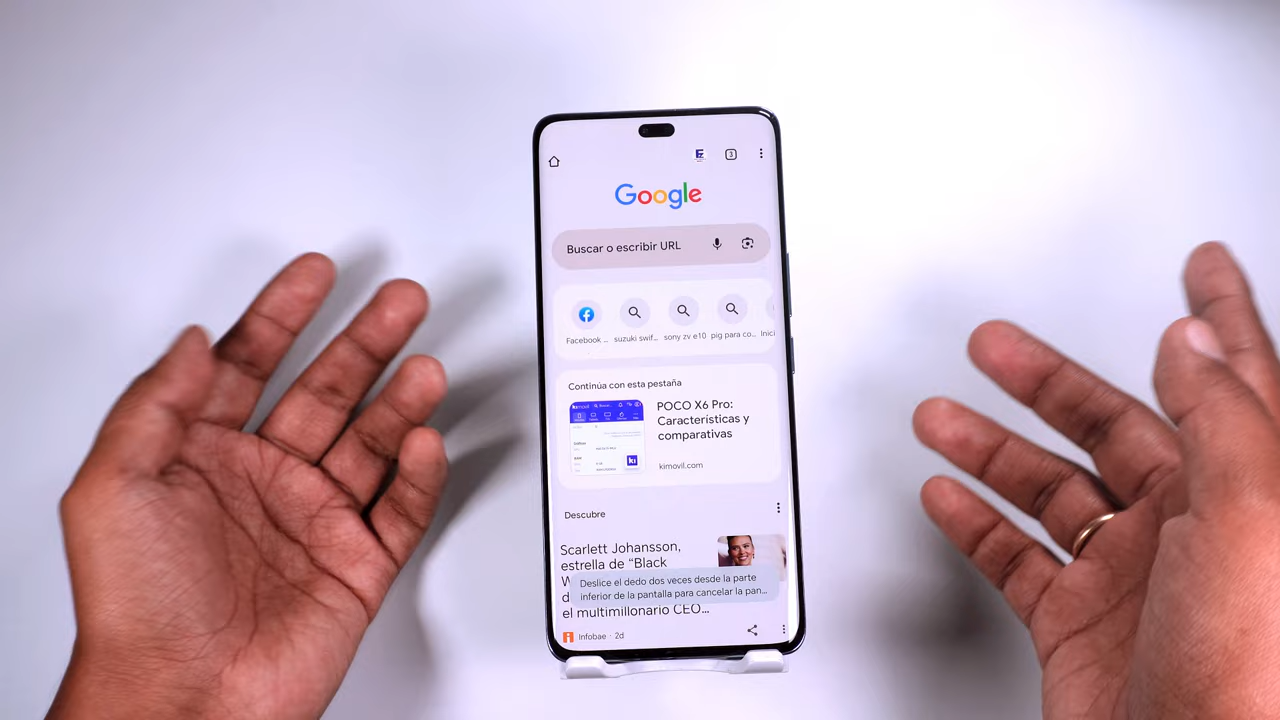 3
Google
Buscar o escribir URL
Facebook ... suzuki swif... sony zv e10 pig para co... Inici
Continúa con esta pestaña
POCO X6 Pro:
Características y
comparativas
kimovil.com
Descubre
Scarlett Johansson,
estrella de “Black
Deslice el dedo dos veces desde la parte
inferior de la pantalla para cancelar la pan...
el multimillonario CEO...
Infobae · 2d